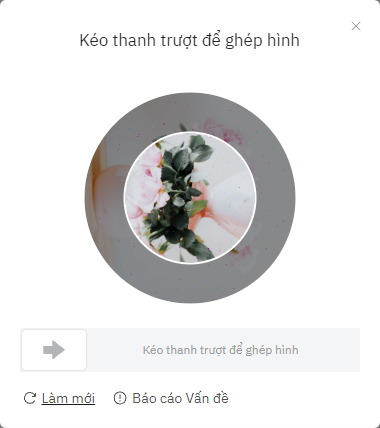 Kéo thanh trượt để ghép hình
Kéo thanh trượt để ghép hình
Làm mới
Báo cáo Vấn đề